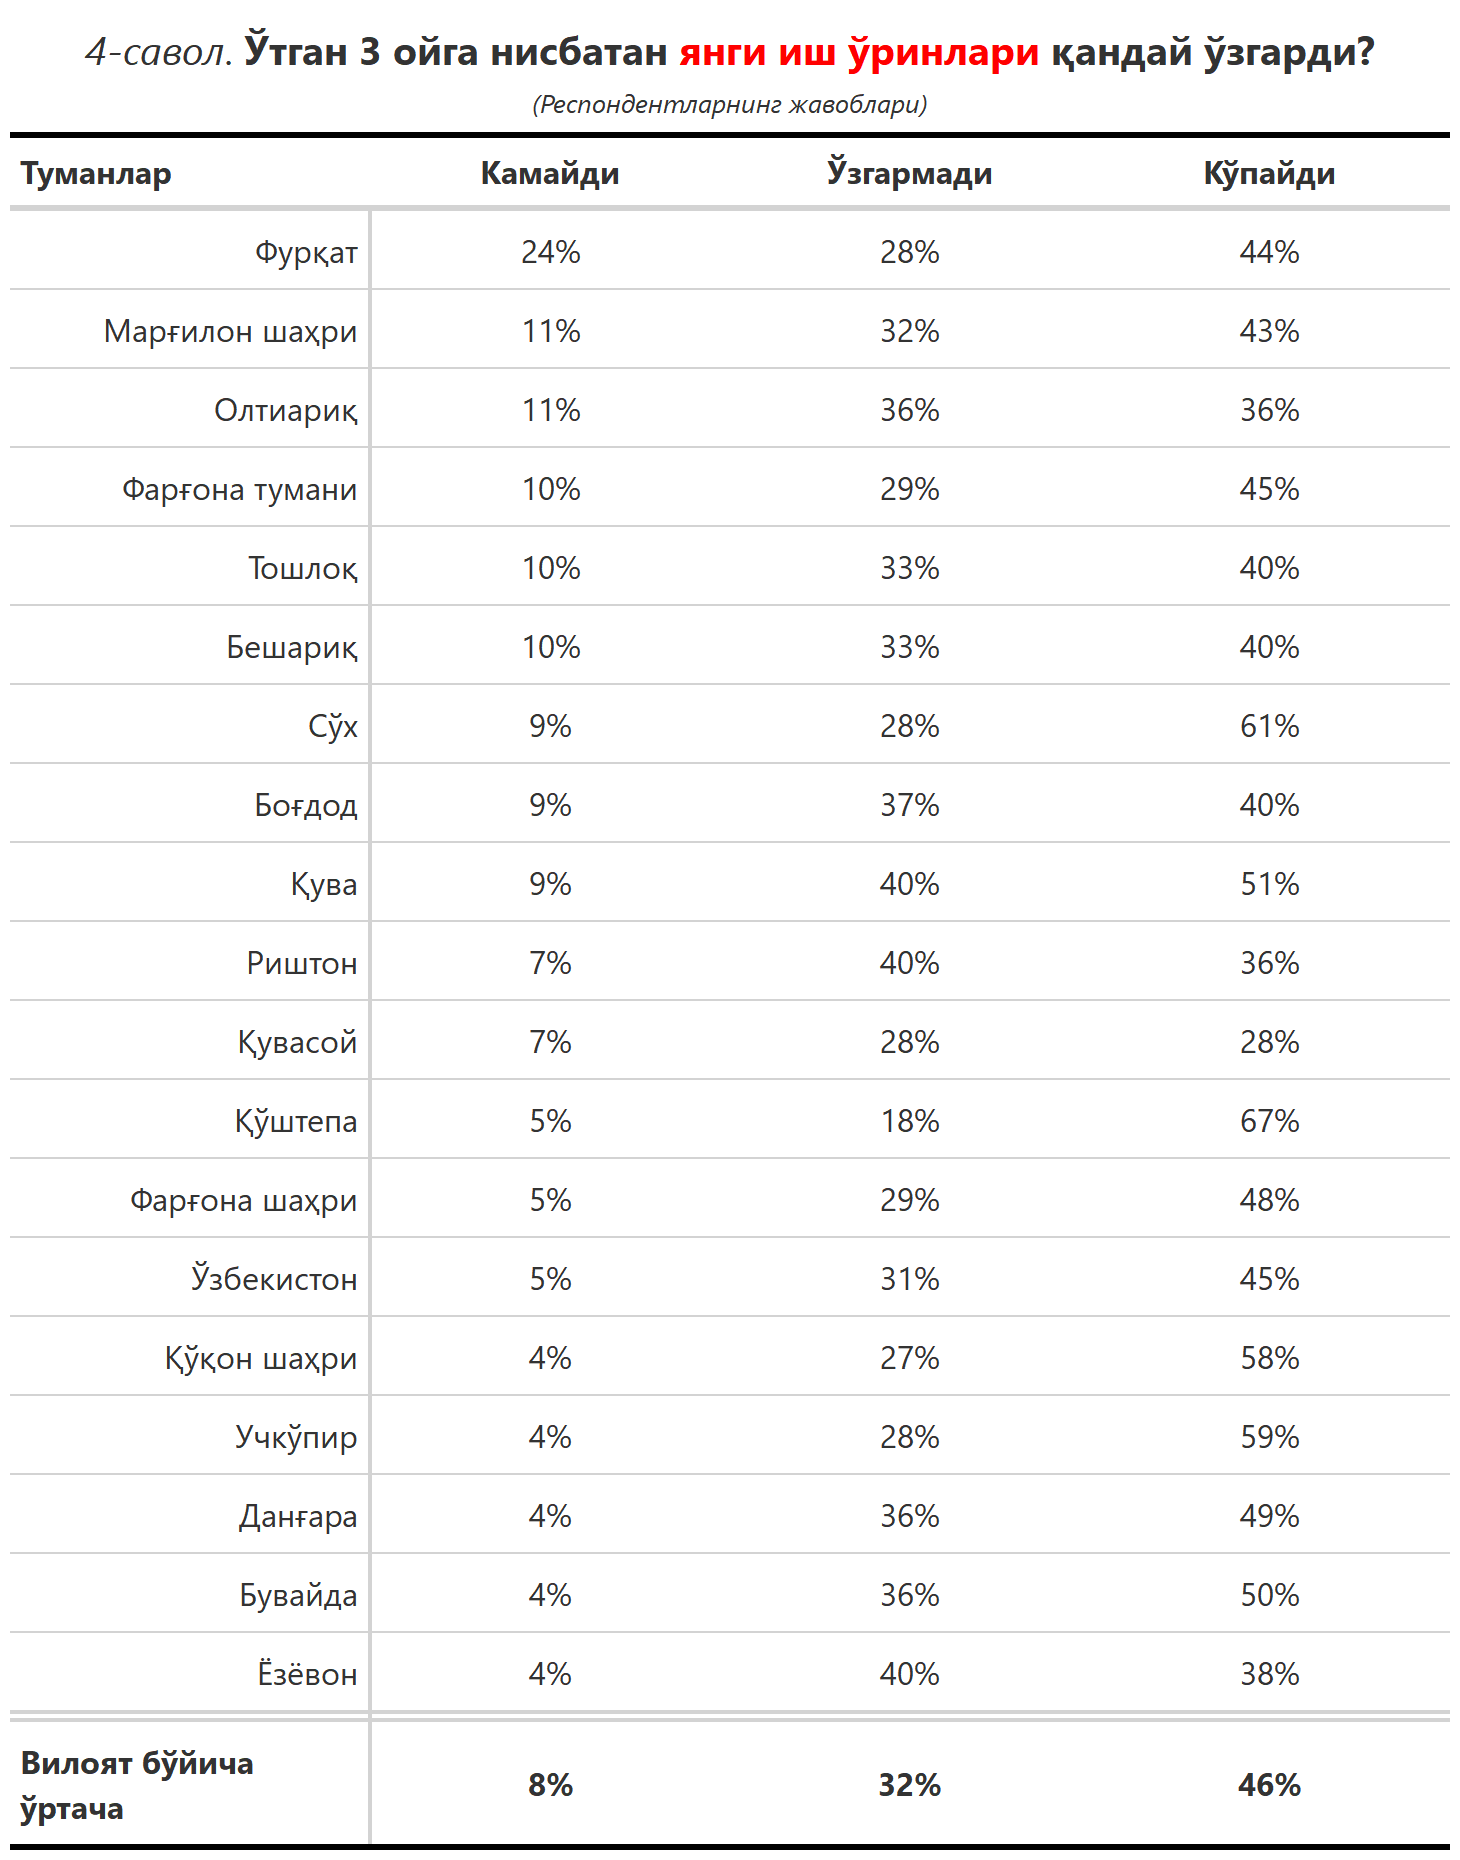 4-савол. Ўтган 3 ойга нисбатан янги иш ўринлари қандай ўзгарди?
(Респондентларнинг жавоблари)
Туманлар Камайди Ўзгармади Кўпайди
Фурқат 24% 28% 44%
Марғилон шаҳри 11% 32% 43%
Олтиариқ 11% 36% 36%
Фарғона тумани 10% 29% 45%
Тошлоқ 10% 33% 40%
Бешариқ 10% 33% 40%
Сўх 9% 28% 61%
Боғдод 9% 37% 40%
Қува 9% 40% 51%
Риштон 7% 40% 36%
Қувасой 7% 28% 28%
Қўштепа 5% 18% 67%
Фарғона шаҳри 5% 29% 48%
Ўзбекистон 5% 31% 45%
Қўқон шаҳри 4% 27% 58%
Учкўпир 4% 28% 59%
Данғара 4% 36% 49%
Бувайда 4% 36% 50%
Ёзёвон 4% 40% 38%
Вилоят бўйича
ўртача 8% 32% 46%